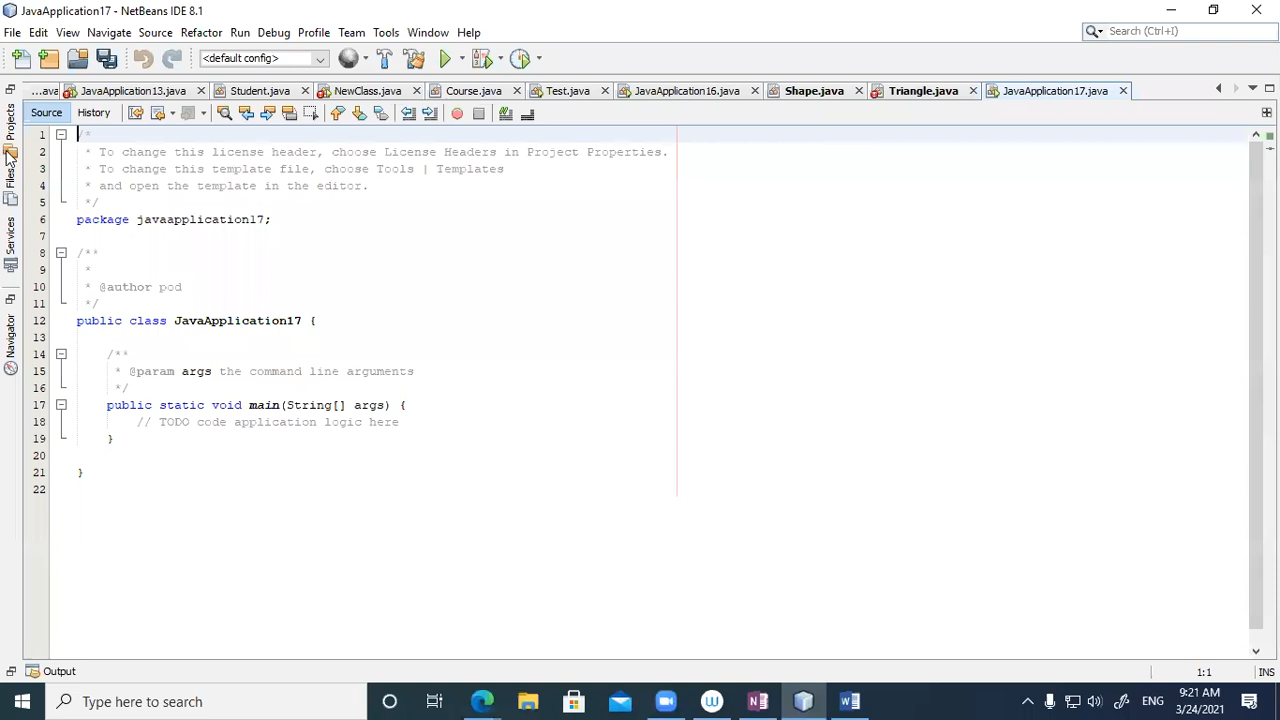 JavaApplication17 - NetBeans IDE 8.1
File Edit View Navigate Source Refactor Run Debug Profile Team Tools Window Help
Search (Ctrl+I)
<default config>
...ava JavaApplication13.java Student.java NewClass.java Course.java Test.java JavaApplication16.java Shape.java Triangle.java JavaApplication17.java
Source History
Projects
Files
Services
Navigator
1 /*
2 * To change this license header, choose License Headers in Project Properties.
3 * To change this template file, choose Tools | Templates
4 * and open the template in the editor.
5 */
6 package javaapplication17;
7
8 /**
9 *
10 * @author pod
11 */
12 public class JavaApplication17 {
13
14 /**
15 * @param args the command line arguments
16 */
17 public static void main(String[] args) {
18 // TODO code application logic here
19 }
20
21 }
22
Output
1:1 INS
Type here to search
ENG
9:21 AM
3/24/2021